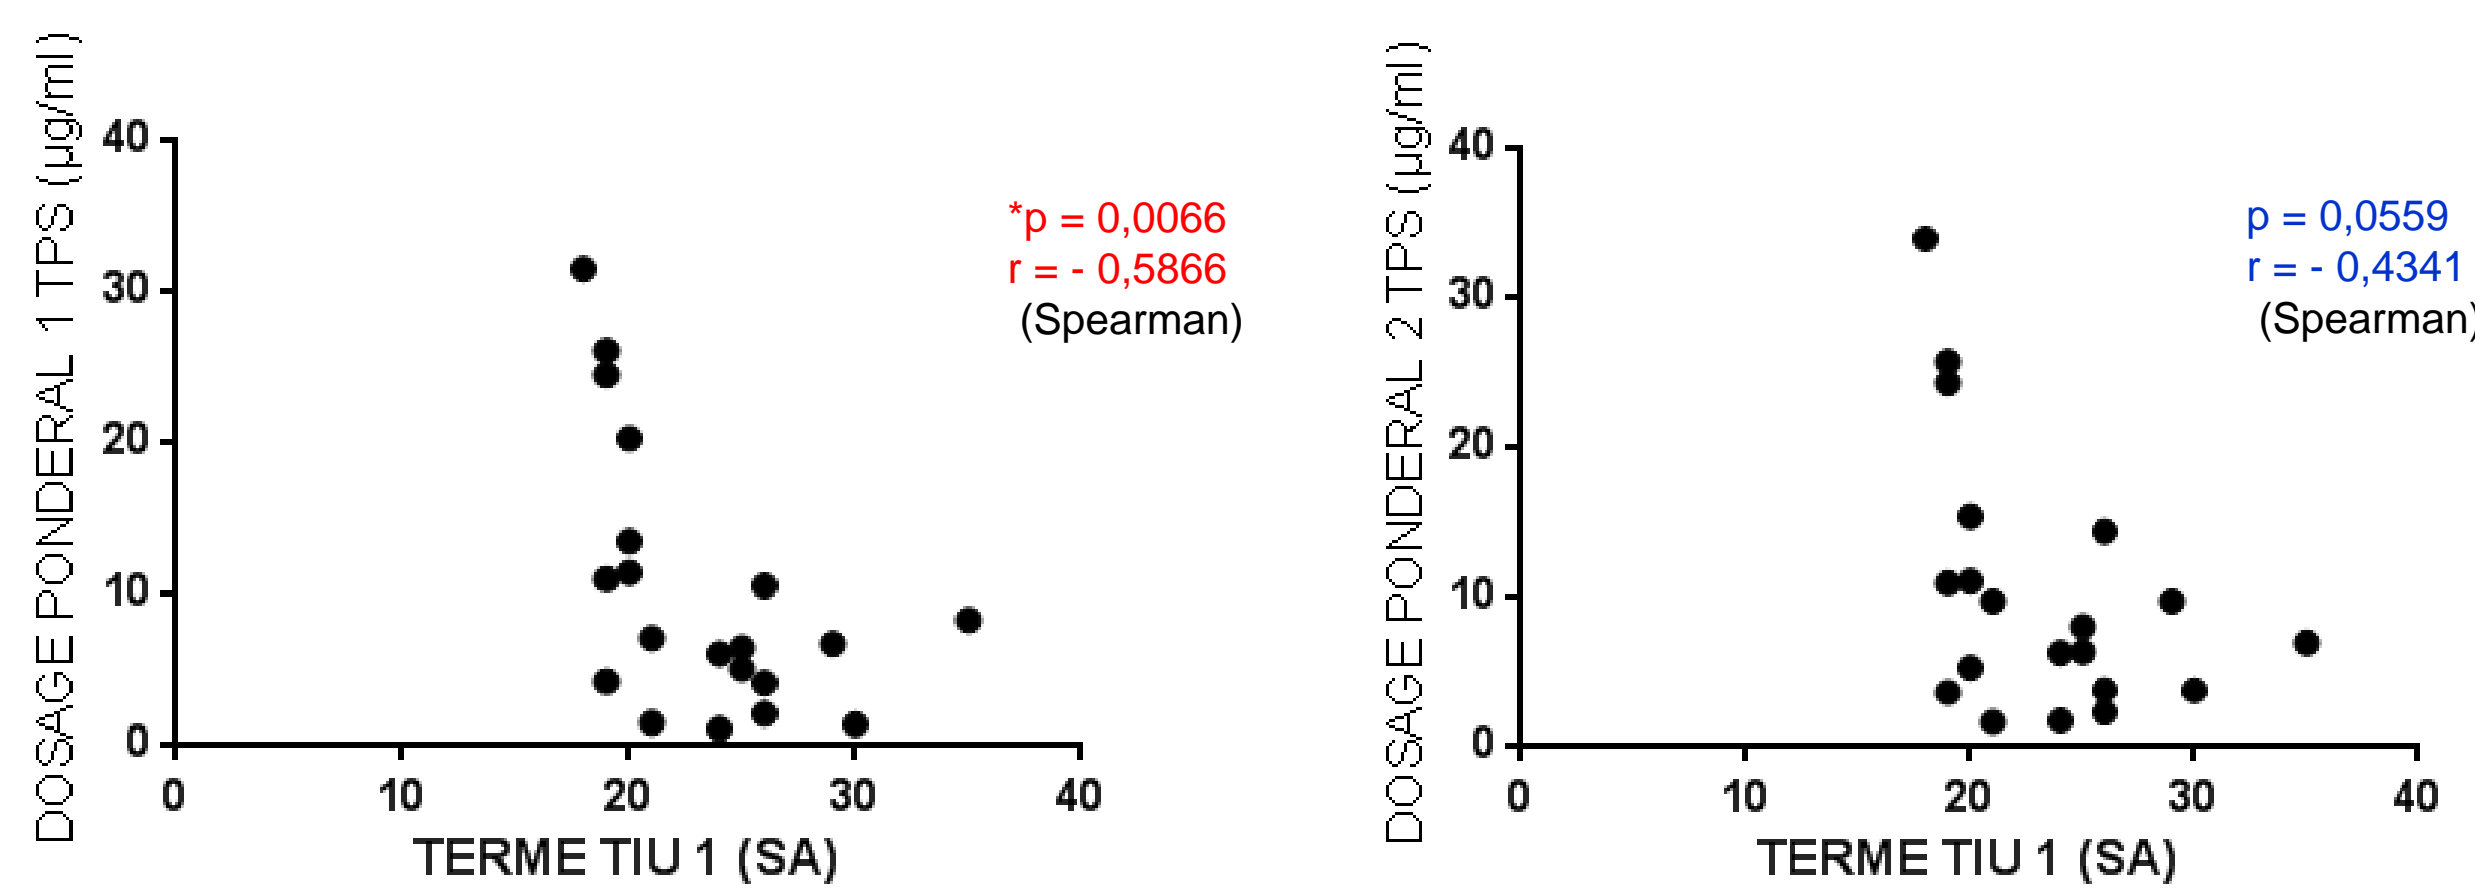 DOSAGE PONDERAL 1 TPS (µg/ml)
40
30
20
10
0
0 10 20 30 40
TERME TIU 1 (SA)
*p = 0,0066
r = - 0,5866
(Spearman)
DOSAGE PONDERAL 2 TPS (µg/ml)
40
30
20
10
0
0 10 20 30 40
TERME TIU 1 (SA)
p = 0,0559
r = - 0,4341
(Spearman)